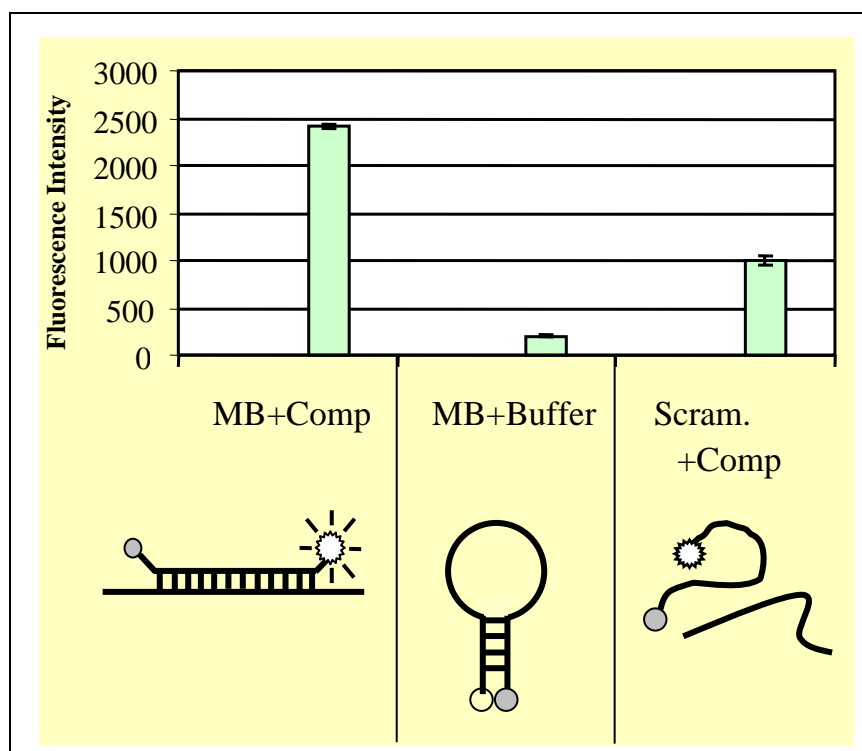 Fluorescence Intensity
3000
2500
2000
1500
1000
500
0
MB+Comp
MB+Buffer
Scram.
+Comp